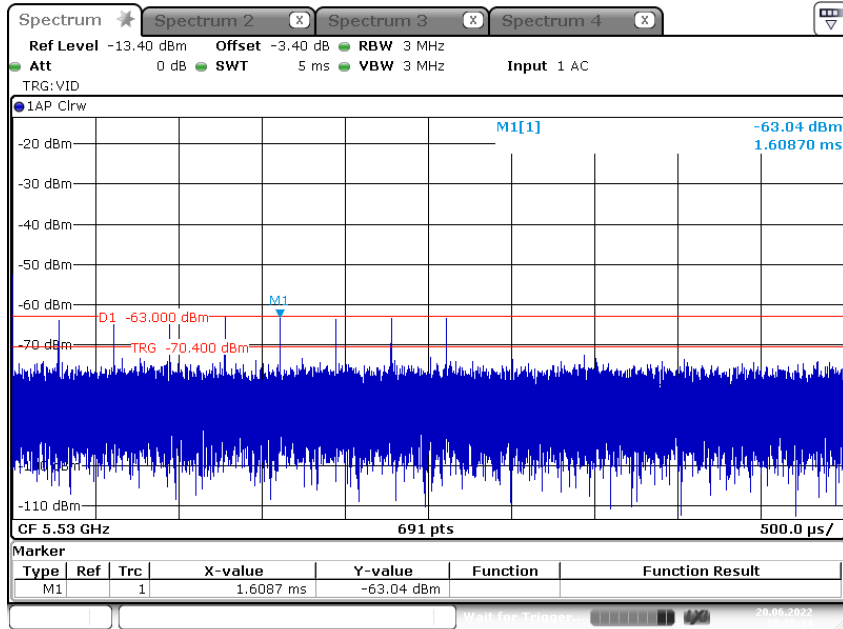 Spectrum Spectrum 2 X Spectrum 3 X Spectrum 4 X
Ref Level -13.40 dBm Offset -3.40 dB RBW 3 MHz
Att 0 dB SWT 5 ms VBW 3 MHz Input 1 AC
TRG:VID
1AP Clrw
M1[1] -63.04 dBm
1.60870 ms
-20 dBm
-30 dBm
-40 dBm
-50 dBm
-60 dBm
M1
D1 -63.000 dBm
-70 dBm
TRG -70.400 dBm
-110 dBm
CF 5.53 GHz 691 pts 500.0 µs/
Marker
Type Ref Trc X-value Y-value Function Function Result
M1 1 1.6087 ms -63.04 dBm
Wait for Trigger... 20.06.2022